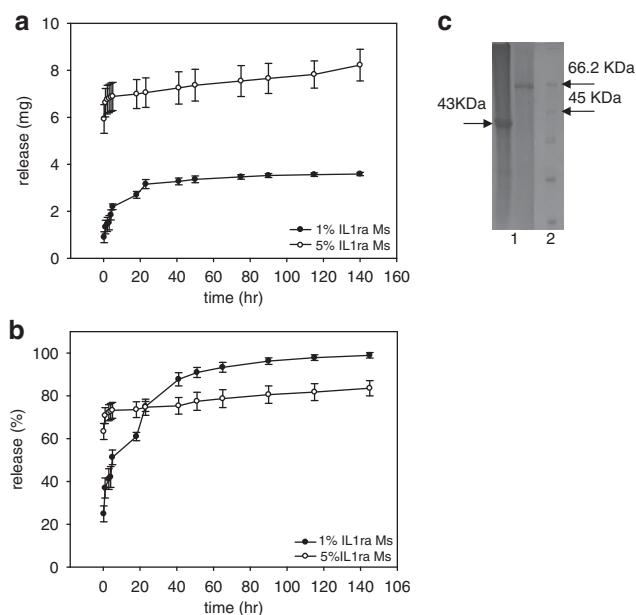 a
10
8
6
4
2
0
release (mg)
1% IL1ra Ms
5% IL1ra Ms
0 20 40 60 80 100 120 140 160
time (hr)
b
100
80
60
40
20
0
release (%)
1% IL1ra Ms
5%IL1ra Ms
0 20 40 60 80 100 120 140 106
time (hr)
c
66.2 KDa
43KDa
45 KDa
1 2